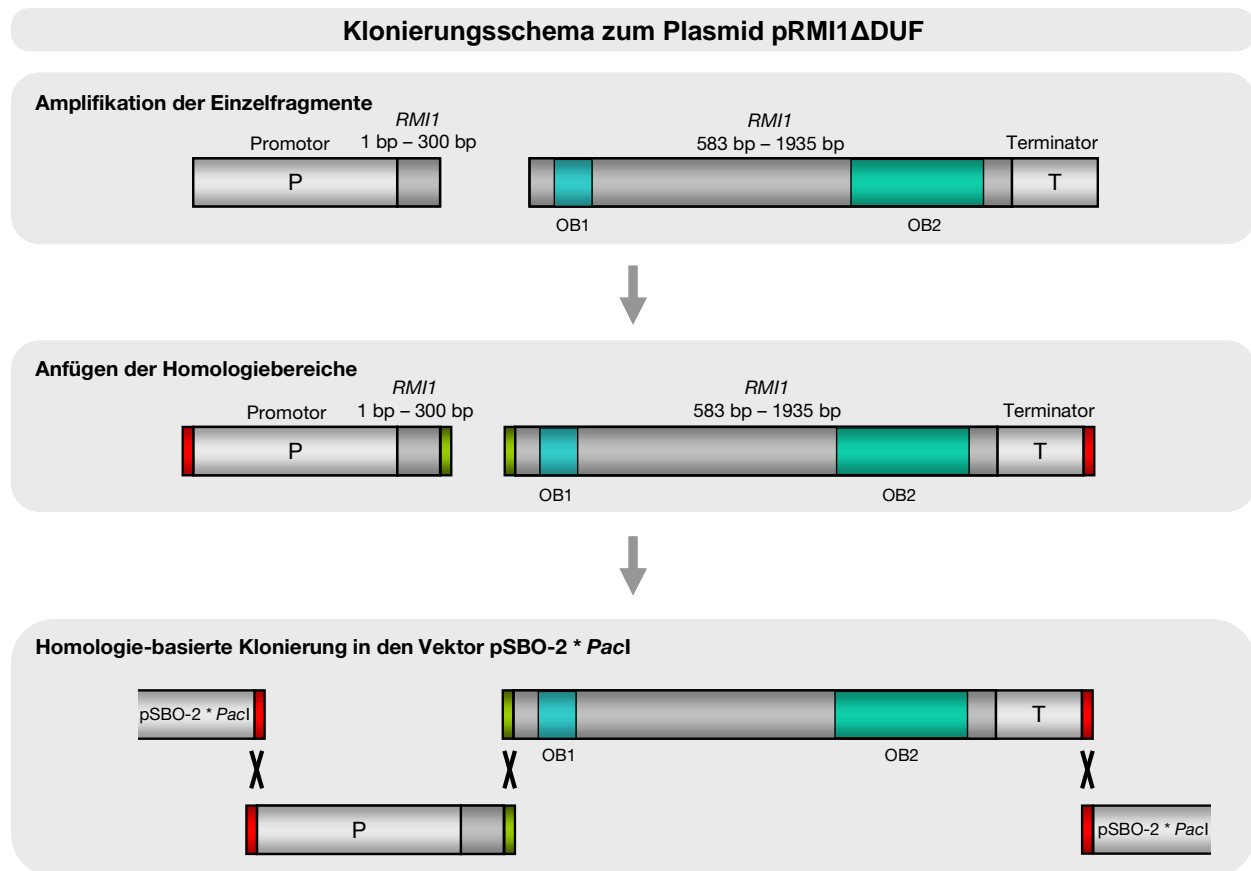 Klonierungsschema zum Plasmid pRMI1ΔDUF
Amplifikation der Einzelfragmente
Promotor
RMI1
1 bp – 300 bp
RMI1
583 bp – 1935 bp
Terminator
P
T
OB1
OB2
Anfügen der Homologiebereiche
Promotor
RMI1
1 bp – 300 bp
RMI1
583 bp – 1935 bp
Terminator
P
T
OB1
OB2
Homologie-basierte Klonierung in den Vektor pSBO-2 * PacI
pSBO-2 * PacI
T
OB1
OB2
P
pSBO-2 * PacI